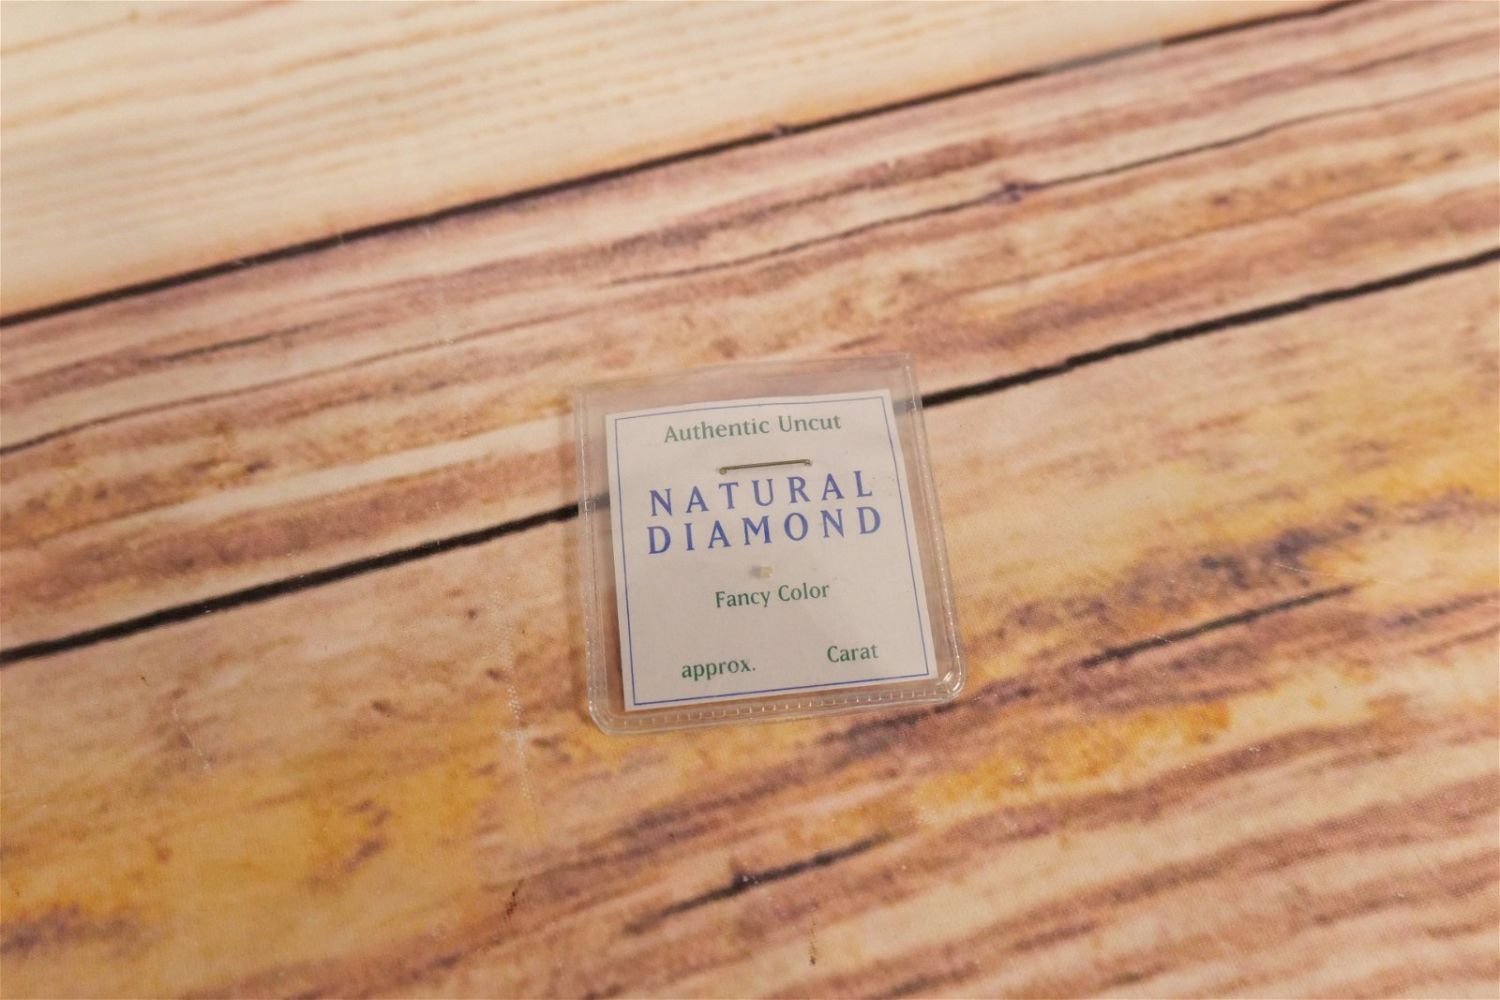 Authentic Uncut
NATURAL
DIAMOND
Fancy Color
approx. Carat